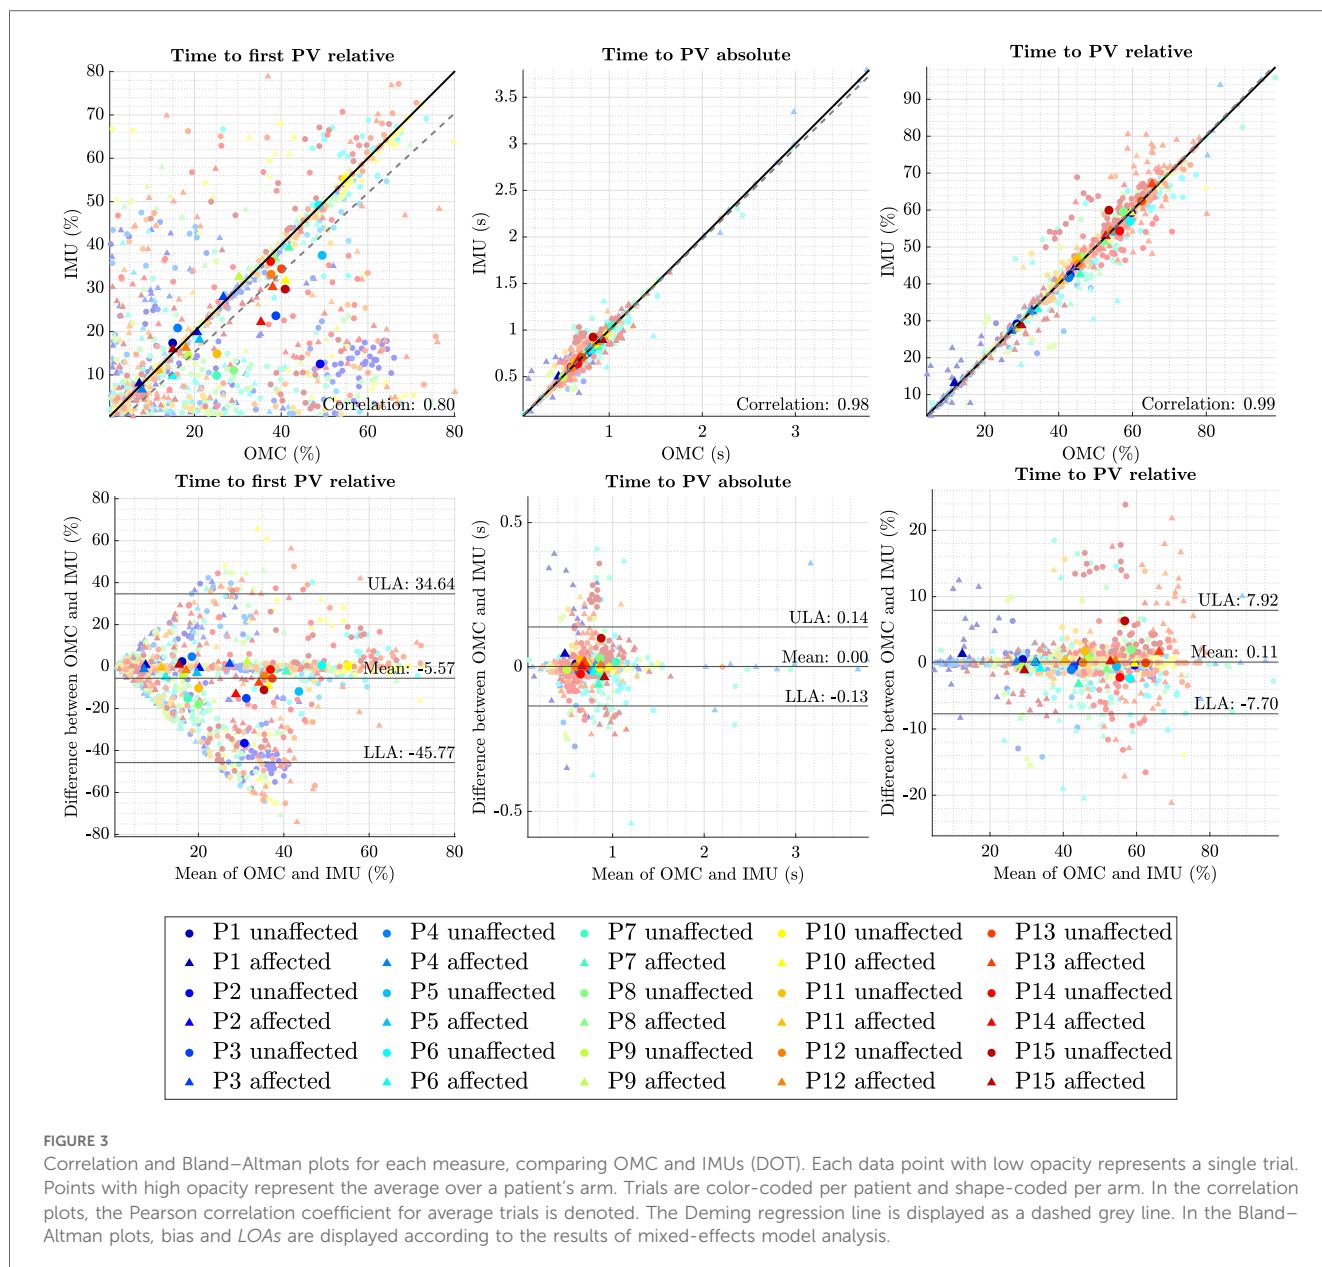 Time to first PV relative
80
70
60
50
40
30
20
10
IMU (%)
Correlation: 0.80
20
40
60
80
OMC (%)
Time to PV absolute
3.5
3
2.5
2
1.5
1
0.5
IMU (s)
Correlation: 0.98
1
2
3
OMC (s)
Time to PV relative
90
80
70
60
50
40
30
20
10
IMU (%)
Correlation: 0.99
20
40
60
80
OMC (%)
Time to first PV relative
80
60
40
20
0
-20
-40
-60
-80
Difference between OMC and IMU (%)
ULA: 34.64
Mean: -5.57
LLA: -45.77
20
40
60
80
Mean of OMC and IMU (%)
Time to PV absolute
0.5
0
-0.5
Difference between OMC and IMU (s)
ULA: 0.14
Mean: 0.00
LLA: -0.13
1
2
3
Mean of OMC and IMU (s)
Time to PV relative
20
10
0
-10
-20
Difference between OMC and IMU (%)
ULA: 7.92
Mean: 0.11
LLA: -7.70
20
40
60
80
Mean of OMC and IMU (%)
P1 unaffected
P1 affected
P2 unaffected
P2 affected
P3 unaffected
P3 affected
P4 unaffected
P4 affected
P5 unaffected
P5 affected
P6 unaffected
P6 affected
P7 unaffected
P7 affected
P8 unaffected
P8 affected
P9 unaffected
P9 affected
P10 unaffected
P10 affected
P11 unaffected
P11 affected
P12 unaffected
P12 affected
P13 unaffected
P13 affected
P14 unaffected
P14 affected
P15 unaffected
P15 affected
FIGURE 3
Correlation and Bland–Altman plots for each measure, comparing OMC and IMUs (DOT). Each data point with low opacity represents a single trial.
Points with high opacity represent the average over a patient's arm. Trials are color-coded per patient and shape-coded per arm. In the correlation
plots, the Pearson correlation coefficient for average trials is denoted. The Deming regression line is displayed as a dashed grey line. In the Bland–
Altman plots, bias and LOAs are displayed according to the results of mixed-effects model analysis.